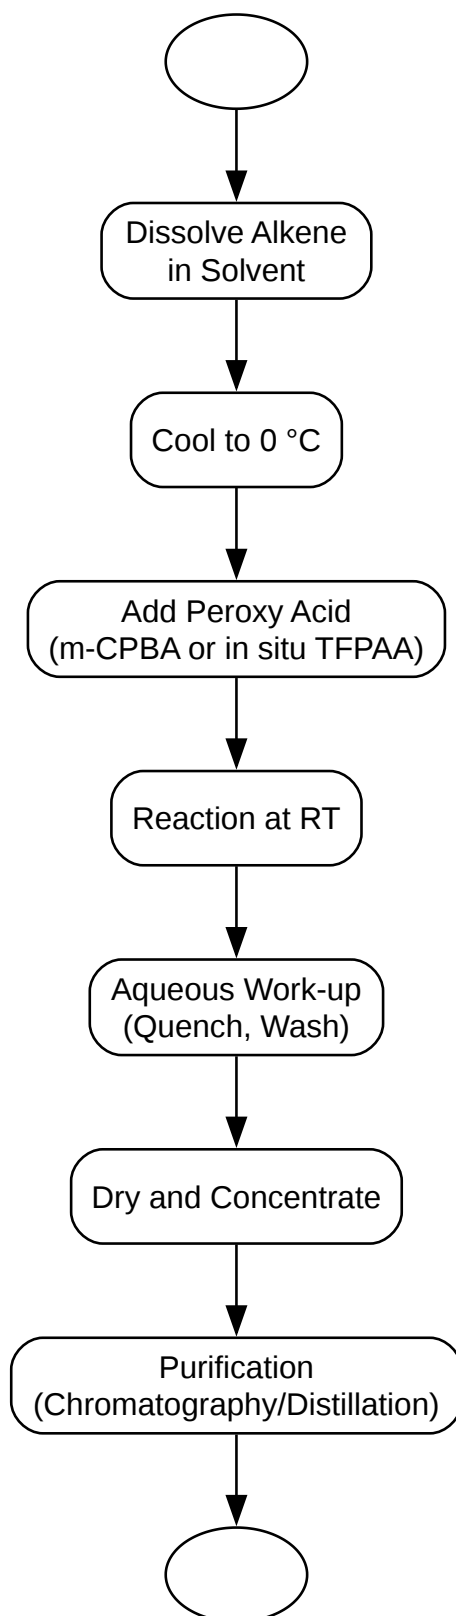 Dissolve Alkene
in Solvent
Cool to 0 °C
Add Peroxy Acid
(m-CPBA or in situ TFPAA)
Reaction at RT
Aqueous Work-up
(Quench, Wash)
Dry and Concentrate
Purification
(Chromatography/Distillation)